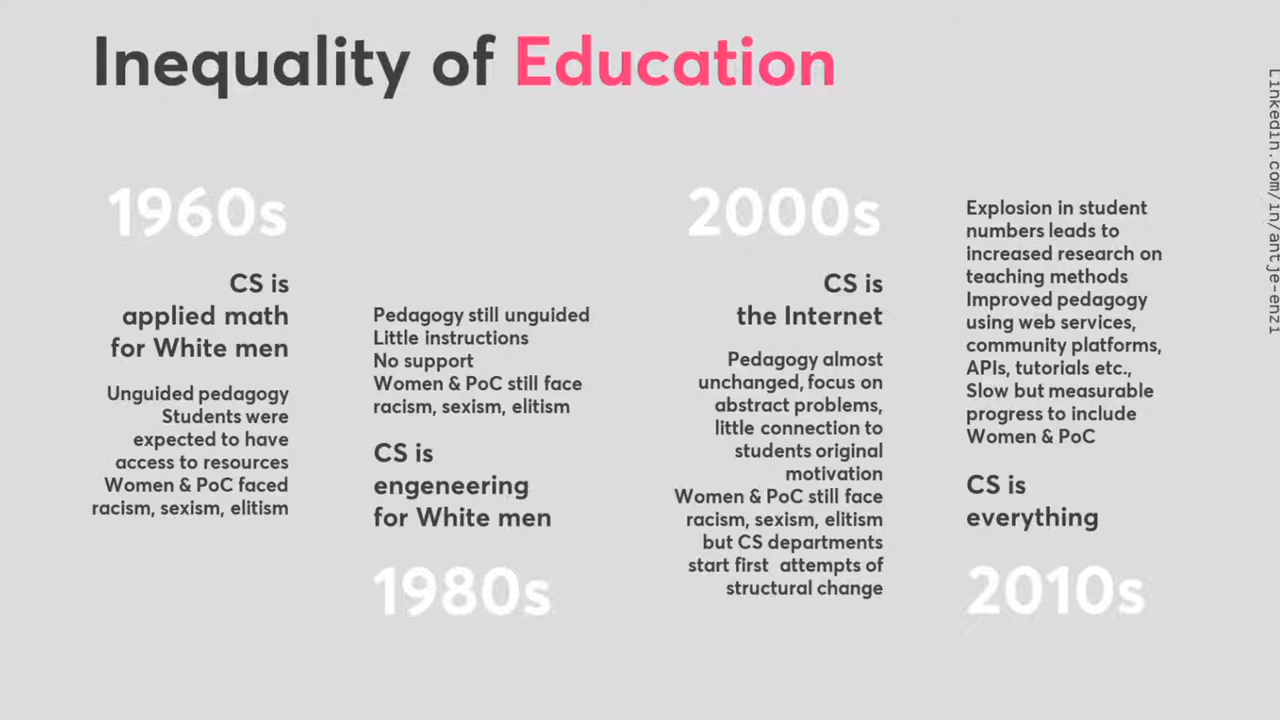 Inequality of Education
1960s
CS is
applied math
for White men
Unguided pedagogy
Students were
expected to have
access to resources
Women & PoC faced
racism, sexism, elitism
Pedagogy still unguided
Little instructions
No support
Women & PoC still face
racism, sexism, elitism
CS is
engeneering
for White men
1980s
2000s
CS is
the Internet
Pedagogy almost
unchanged, focus on
abstract problems,
little connection to
students original
motivation
Women & PoC still face
racism, sexism, elitism
but CS departments
start first attempts of
structural change
Explosion in student
numbers leads to
increased research on
teaching methods
Improved pedagogy
using web services,
community platforms,
APIs, tutorials etc.,
Slow but measurable
progress to include
Women & PoC
CS is
everything
2010s
Linkedin.com/in/antje-enzi